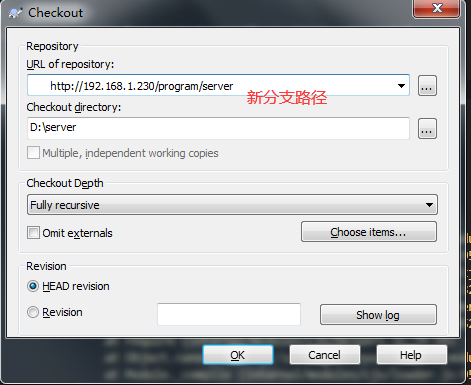 Checkout
Repository
URL of repository:
http://192.168.1.230/program/server
...
新分支路径
Checkout directory:
D:\server
...
Multiple, independent working copies
Checkout Depth
Fully recursive
Omit externals
Choose items...
Revision
HEAD revision
Revision
Show log
OK
Cancel
Help